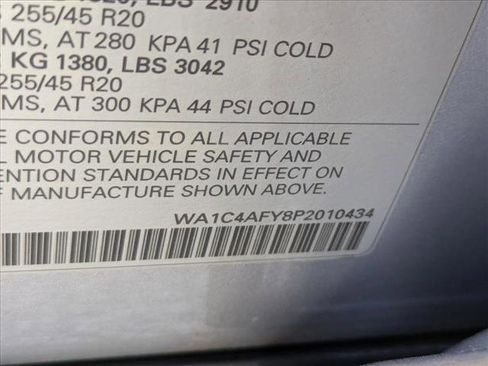 255/45 R20
MS, AT 280 KPA 41 PSI COLD
KG 1380, LBS 3042
255/45 R20
MS, AT 300 KPA 44 PSI COLD
E CONFORMS TO ALL APPLICABLE
L MOTOR VEHICLE SAFETY AND
ENTION STANDARDS IN EFFECT ON
F MANUFACTURE SHOWN ABOVE.
WA1C4AFY8P2010434